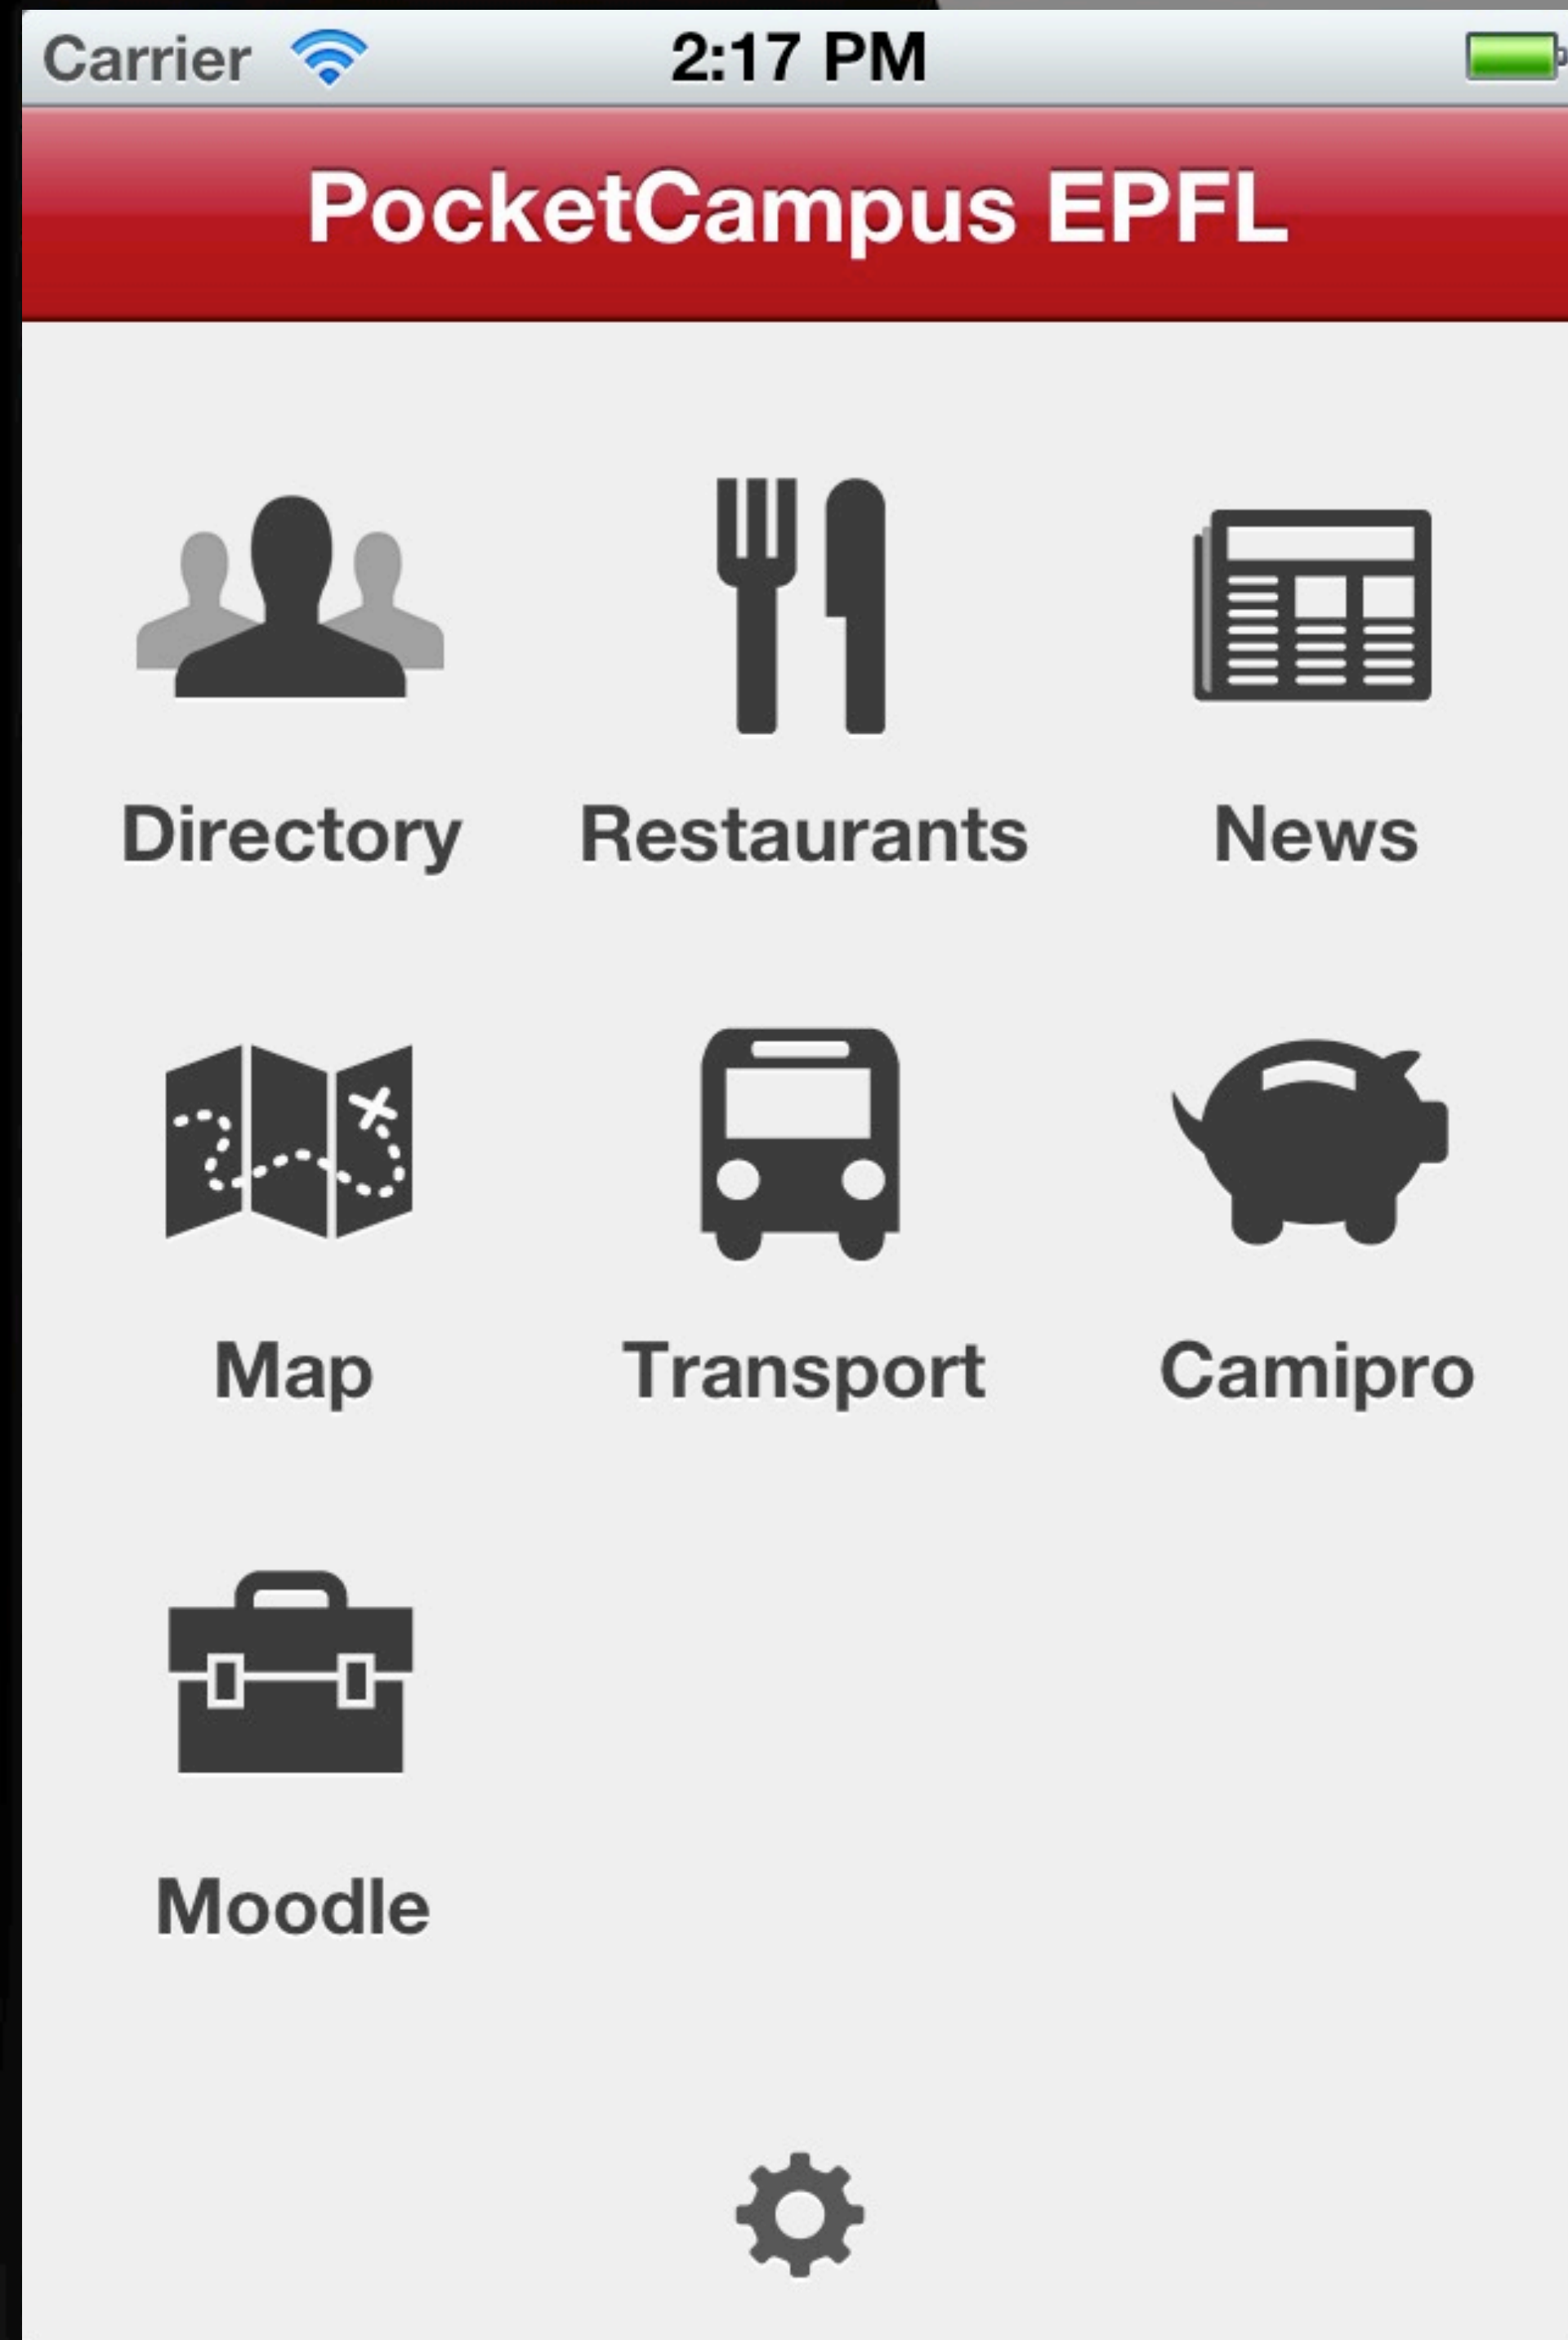 Carrier 2:17 PM
PocketCampus EPFL
Directory Restaurants News
Map Transport Camipro
Moodle